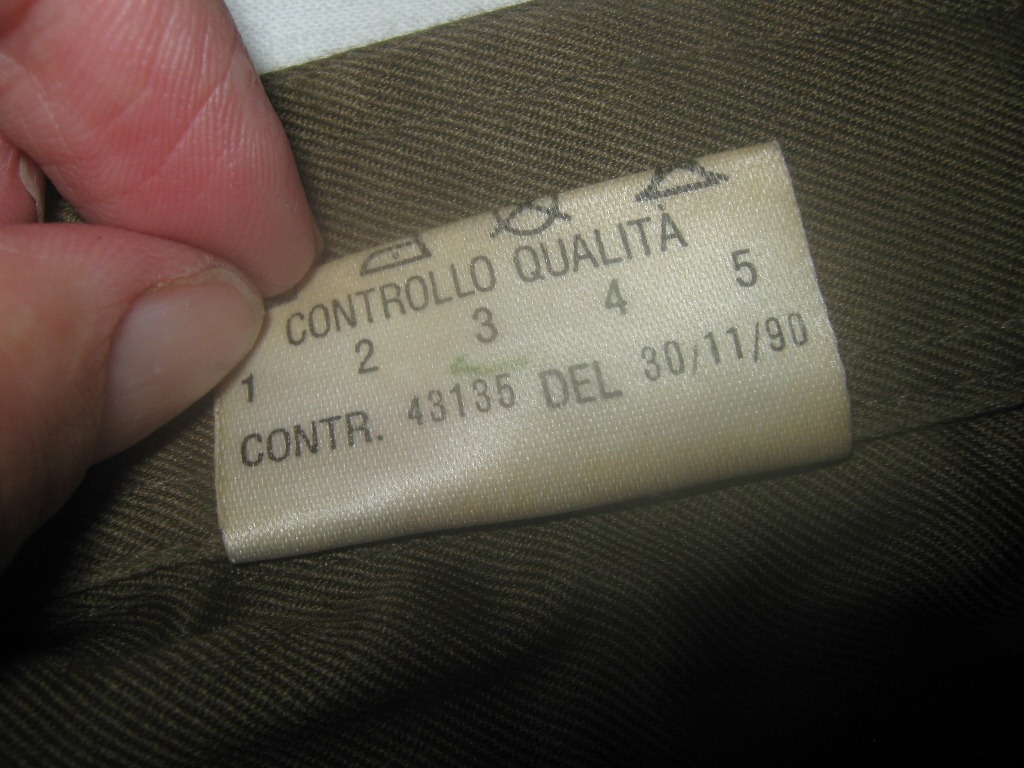 CONTROLLO QUALITÀ
1 2 3 4 5
CONTR. 43135 DEL 30/11/90